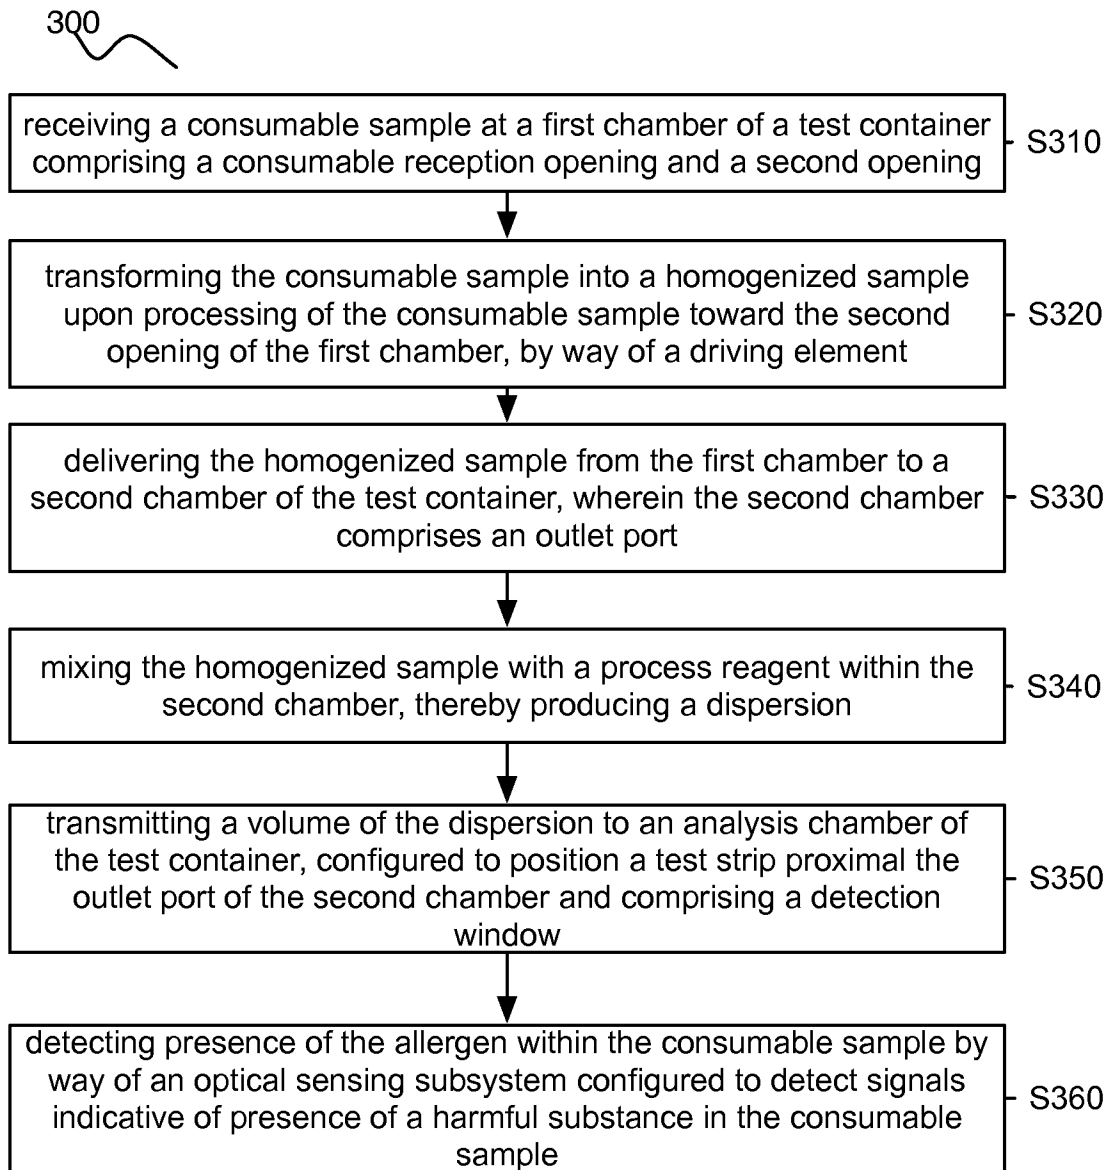 300
receiving a consumable sample at a first chamber of a test container
comprising a consumable reception opening and a second opening
S310
transforming the consumable sample into a homogenized sample
upon processing of the consumable sample toward the second
opening of the first chamber, by way of a driving element
S320
delivering the homogenized sample from the first chamber to a
second chamber of the test container, wherein the second chamber
comprises an outlet port
S330
mixing the homogenized sample with a process reagent within the
second chamber, thereby producing a dispersion
S340
transmitting a volume of the dispersion to an analysis chamber of
the test container, configured to position a test strip proximal the
outlet port of the second chamber and comprising a detection
window
S350
detecting presence of the allergen within the consumable sample by
way of an optical sensing subsystem configured to detect signals
indicative of presence of a harmful substance in the consumable
sample
S360